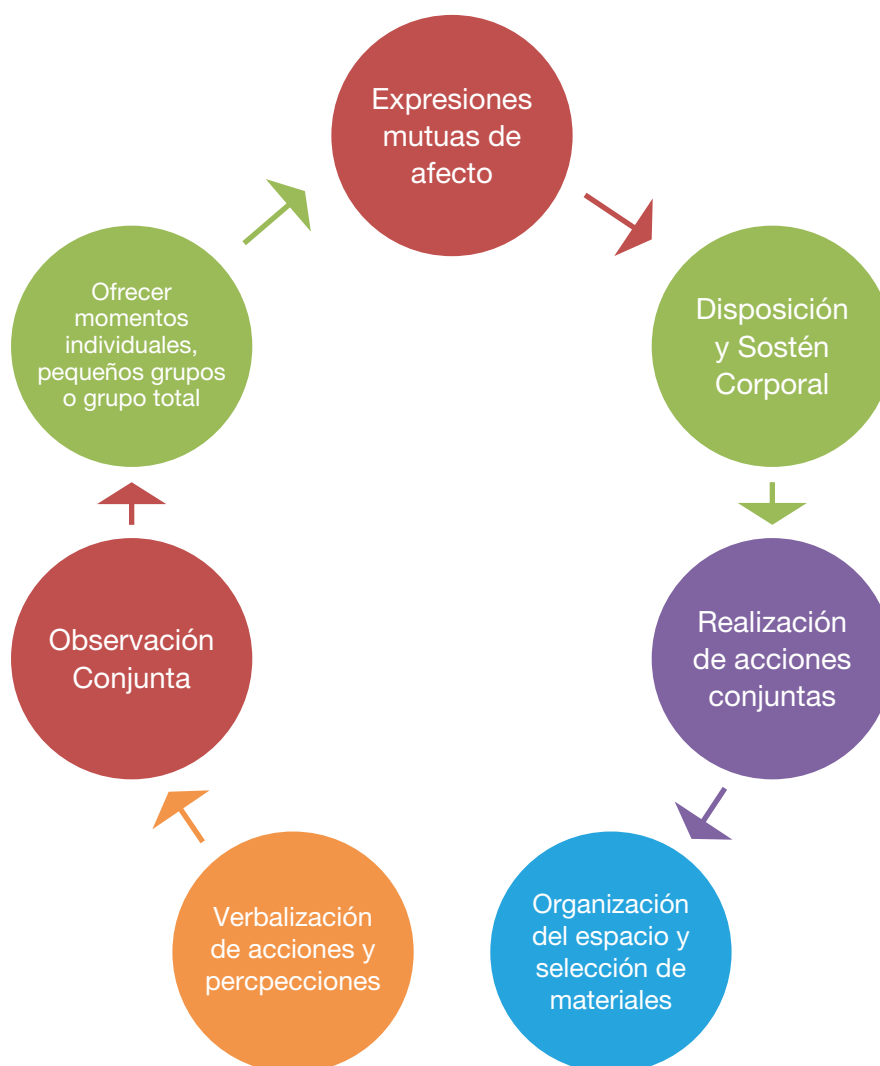 Expresiones
mutuas de
afecto
Disposición
y Sostén
Corporal
Realización
de acciones
conjuntas
Organización
del espacio y
selección de
materiales
Verbalización
de acciones y
percpecciones
Observación
Conjunta
Ofrecer
momentos
individuales,
pequeños grupos
o grupo total